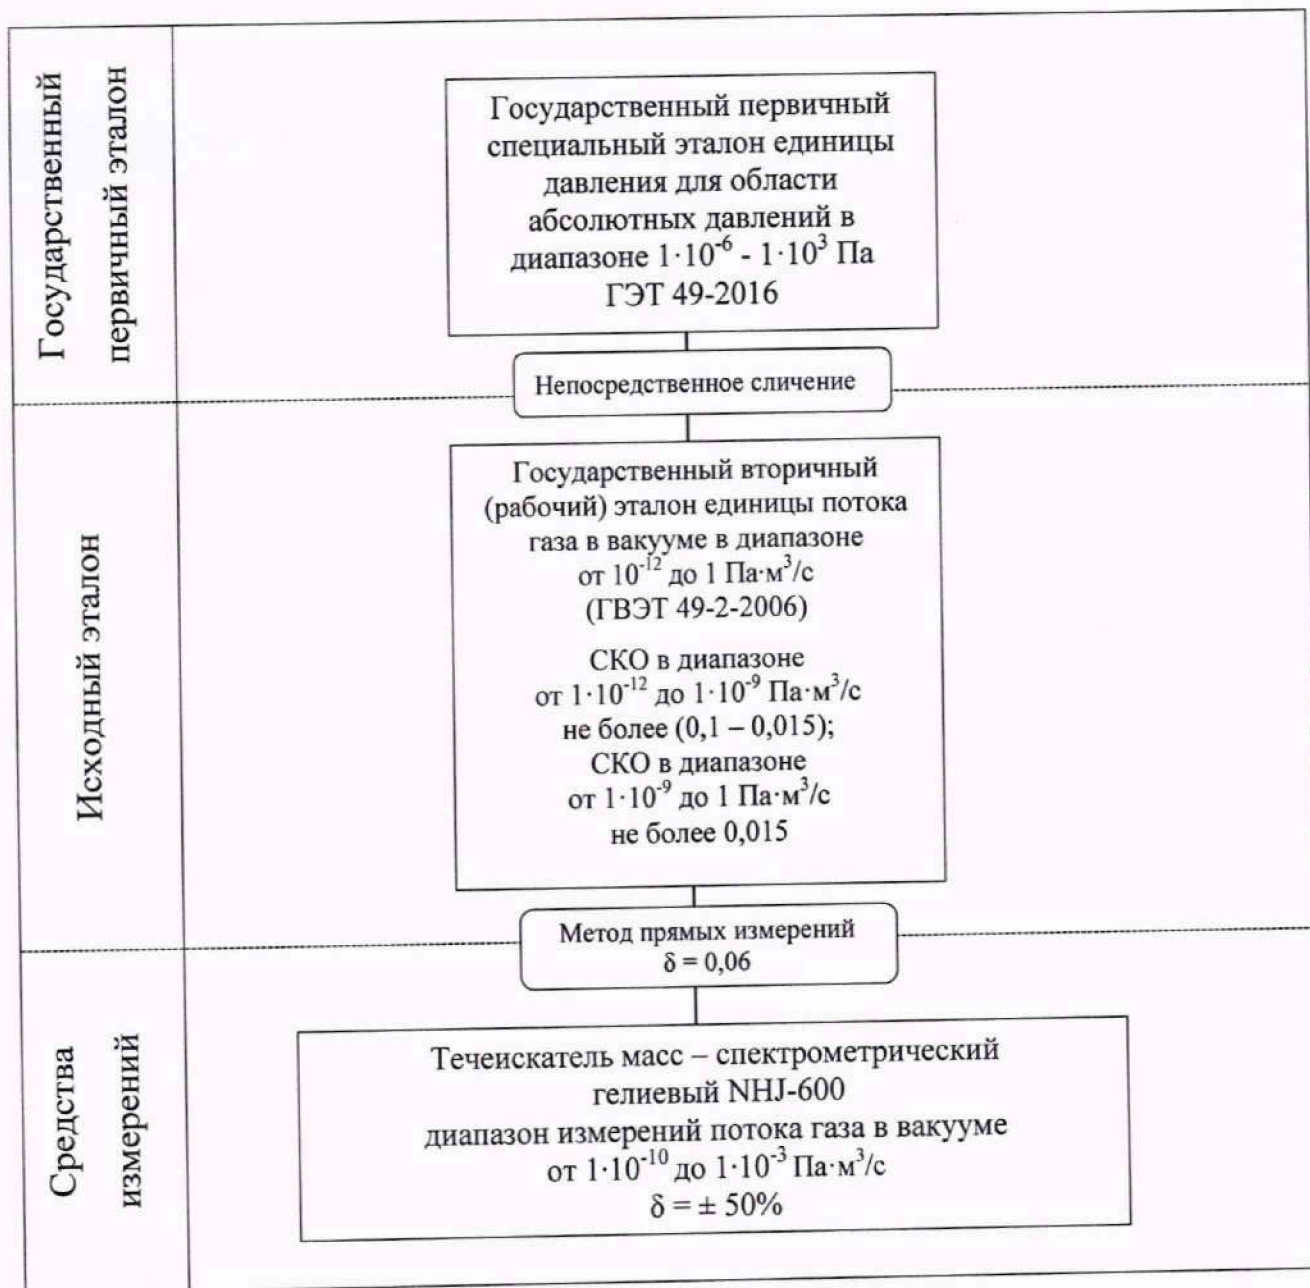 Государственный
первичный эталон
Государственный первичный
специальный эталон единицы
давления для области
абсолютных давлений в
диапазоне 1·10⁻⁶ - 1·10³ Па
ГЭТ 49-2016
Непосредственное сличение
Исходный эталон
Государственный вторичный
(рабочий) эталон единицы потока
газа в вакууме в диапазоне
от 10⁻¹² до 1 Па·м³/с
(ГВЭТ 49-2-2006)
СКО в диапазоне
от 1·10⁻¹² до 1·10⁻⁹ Па·м³/с
не более (0,1 – 0,015);
СКО в диапазоне
от 1·10⁻⁹ до 1 Па·м³/с
не более 0,015
Метод прямых измерений
δ = 0,06
Средства
измерений
Течеискатель масс – спектрометрический
гелиевый NHJ-600
диапазон измерений потока газа в вакууме
от 1·10⁻¹⁰ до 1·10⁻³ Па·м³/с
δ = ± 50%